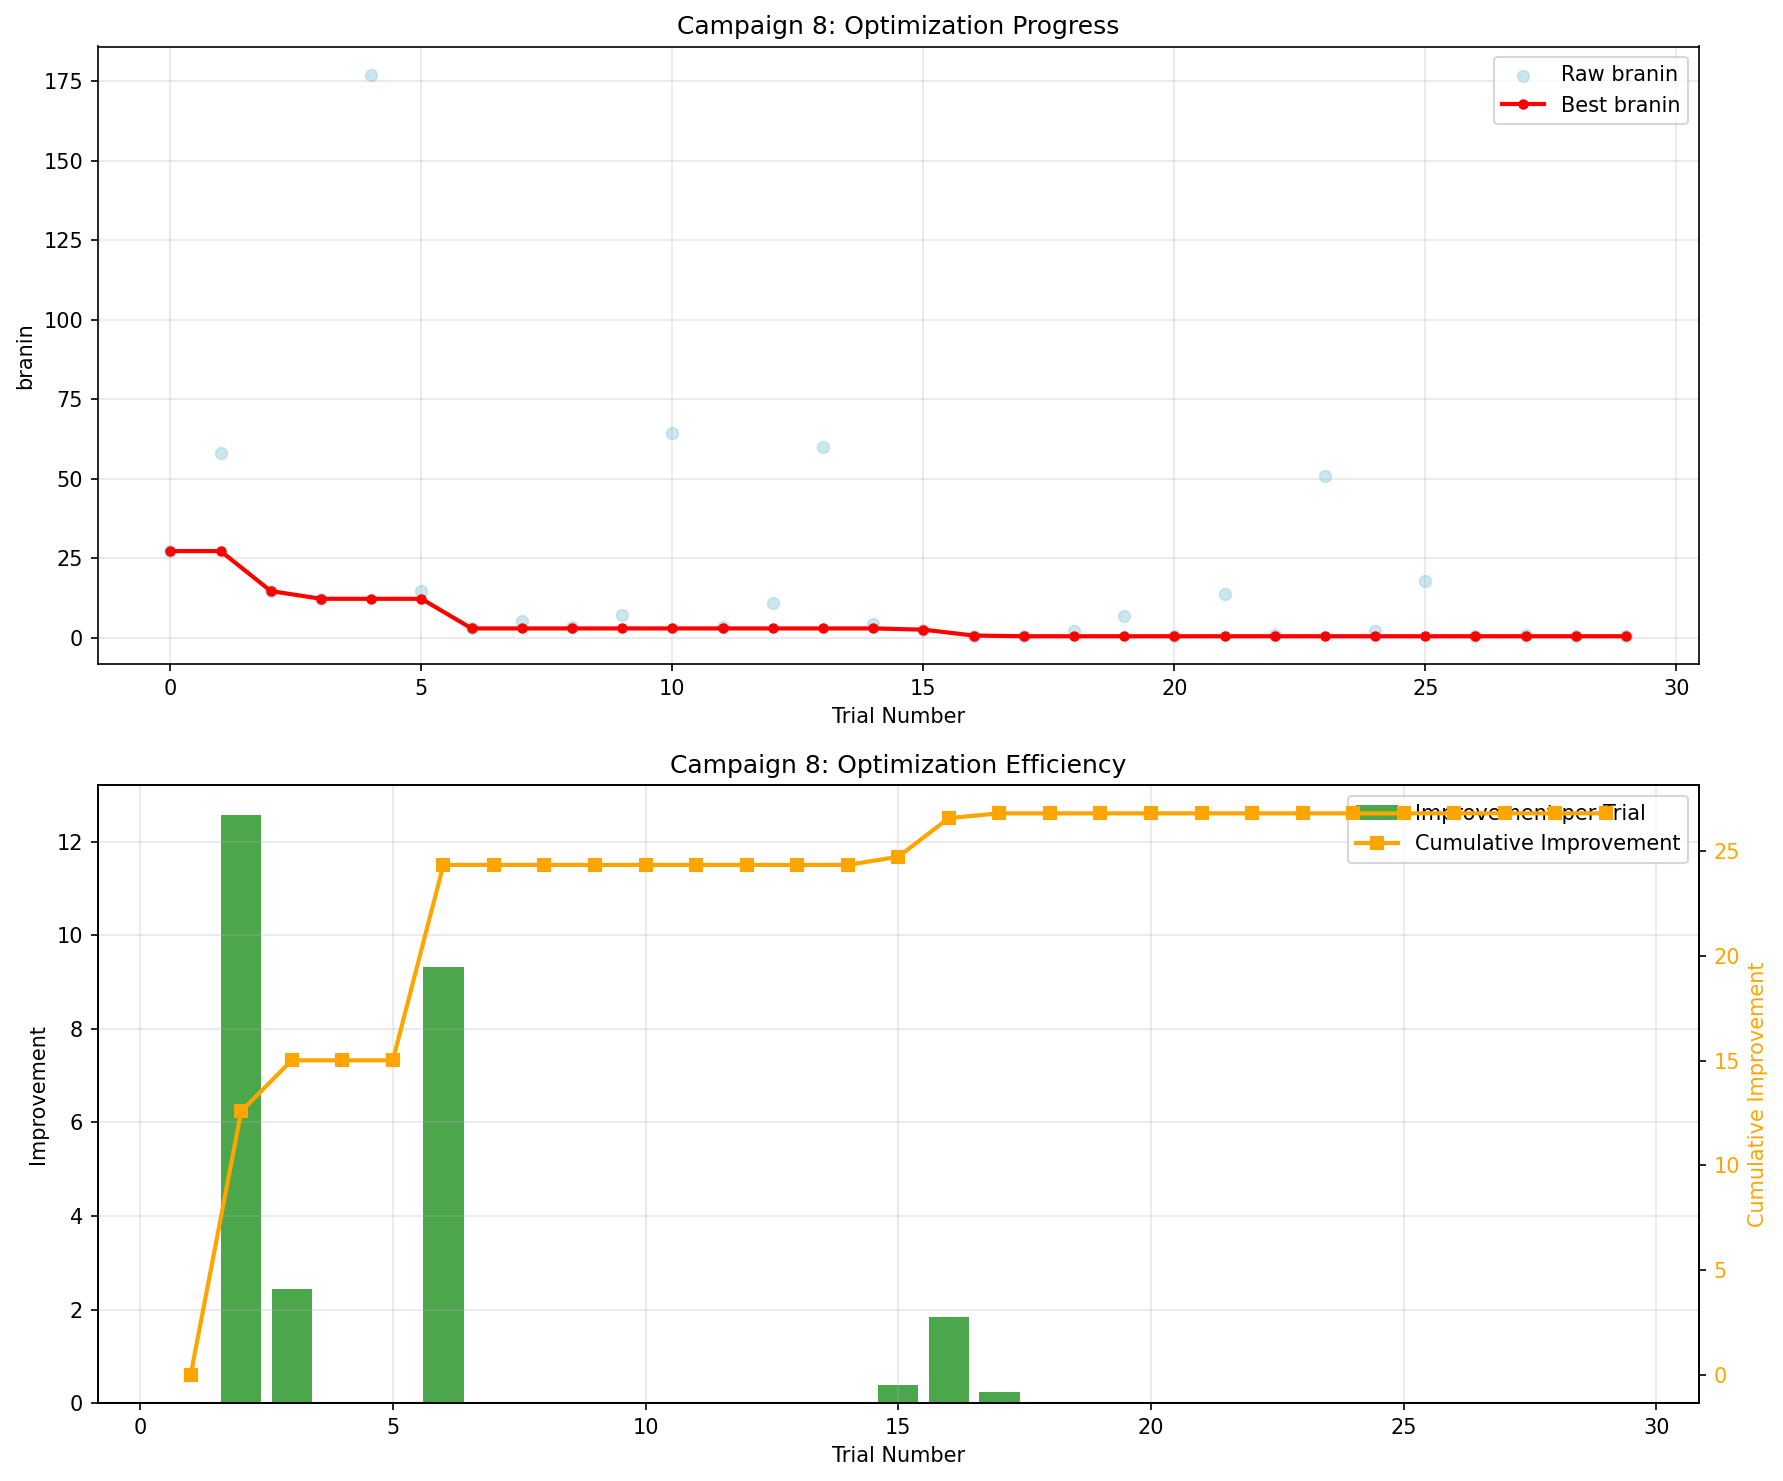 Campaign 8: Optimization Progress
175
150
125
100
75
50
25
0
branin
Raw branin
Best branin
0 5 10 15 20 25 30
Trial Number
Campaign 8: Optimization Efficiency
12
10
8
6
4
2
0
Improvement
Improvement per Trial
Cumulative Improvement
25
20
15
10
5
0
Cumulative Improvement
0 5 10 15 20 25 30
Trial Number